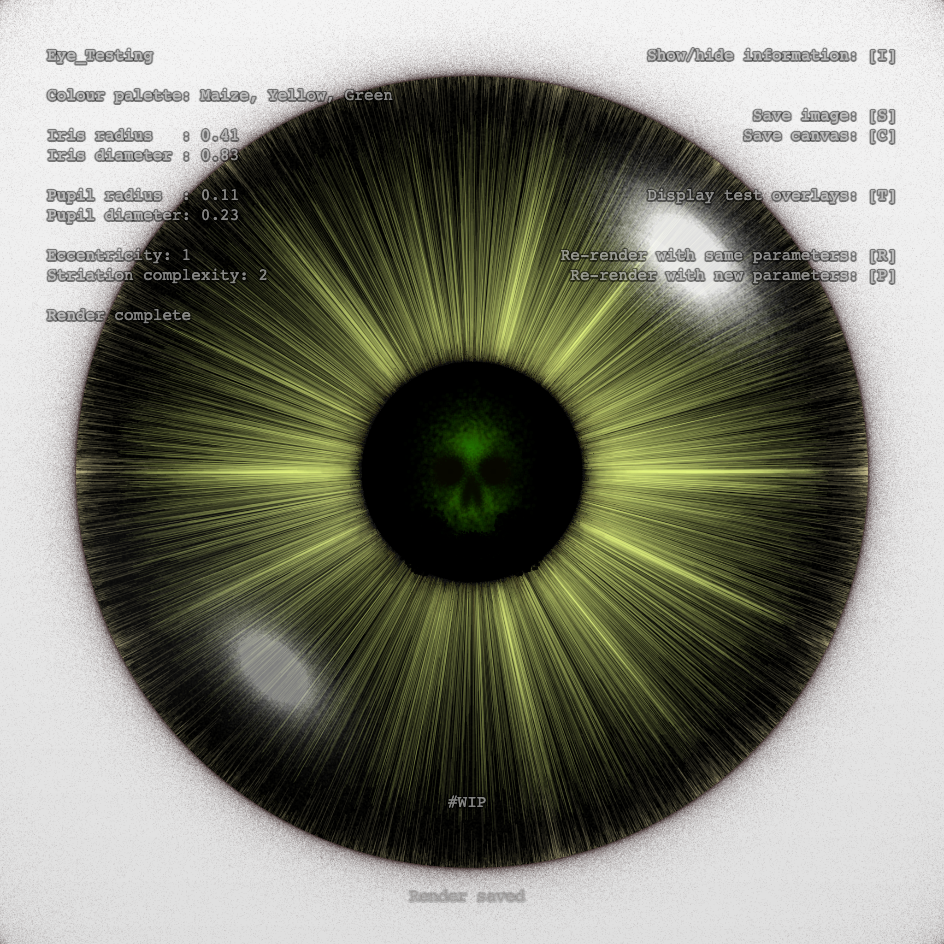 Eye_Testing
Show/hide information: [I]
Colour palette: Maize, Yellow, Green
Save image: [S]
Iris radius   : 0.41
Save canvas: [C]
Iris diameter : 0.83
Pupil radius  : 0.11
Display test overlays: [T]
Pupil diameter: 0.23
Eccentricity: 1
Re-render with same parameters: [R]
Striation complexity: 2
Re-render with new parameters: [P]
Render complete
#WIP
Render saved